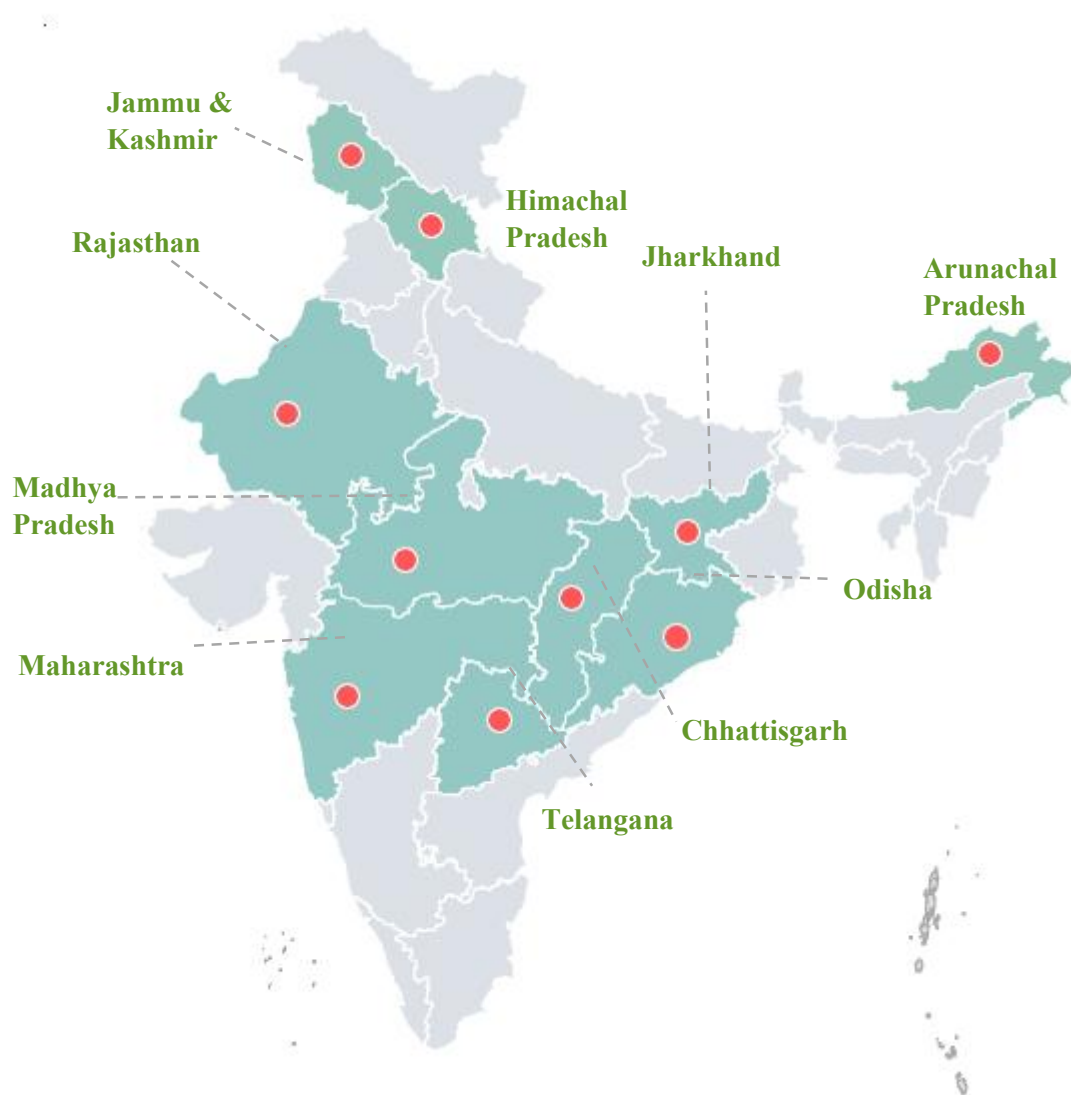 Jammu &
Kashmir
Himachal
Pradesh
Rajasthan
Jharkhand
Arunachal
Pradesh
Madhya
Pradesh
Odisha
Maharashtra
Chhattisgarh
Telangana